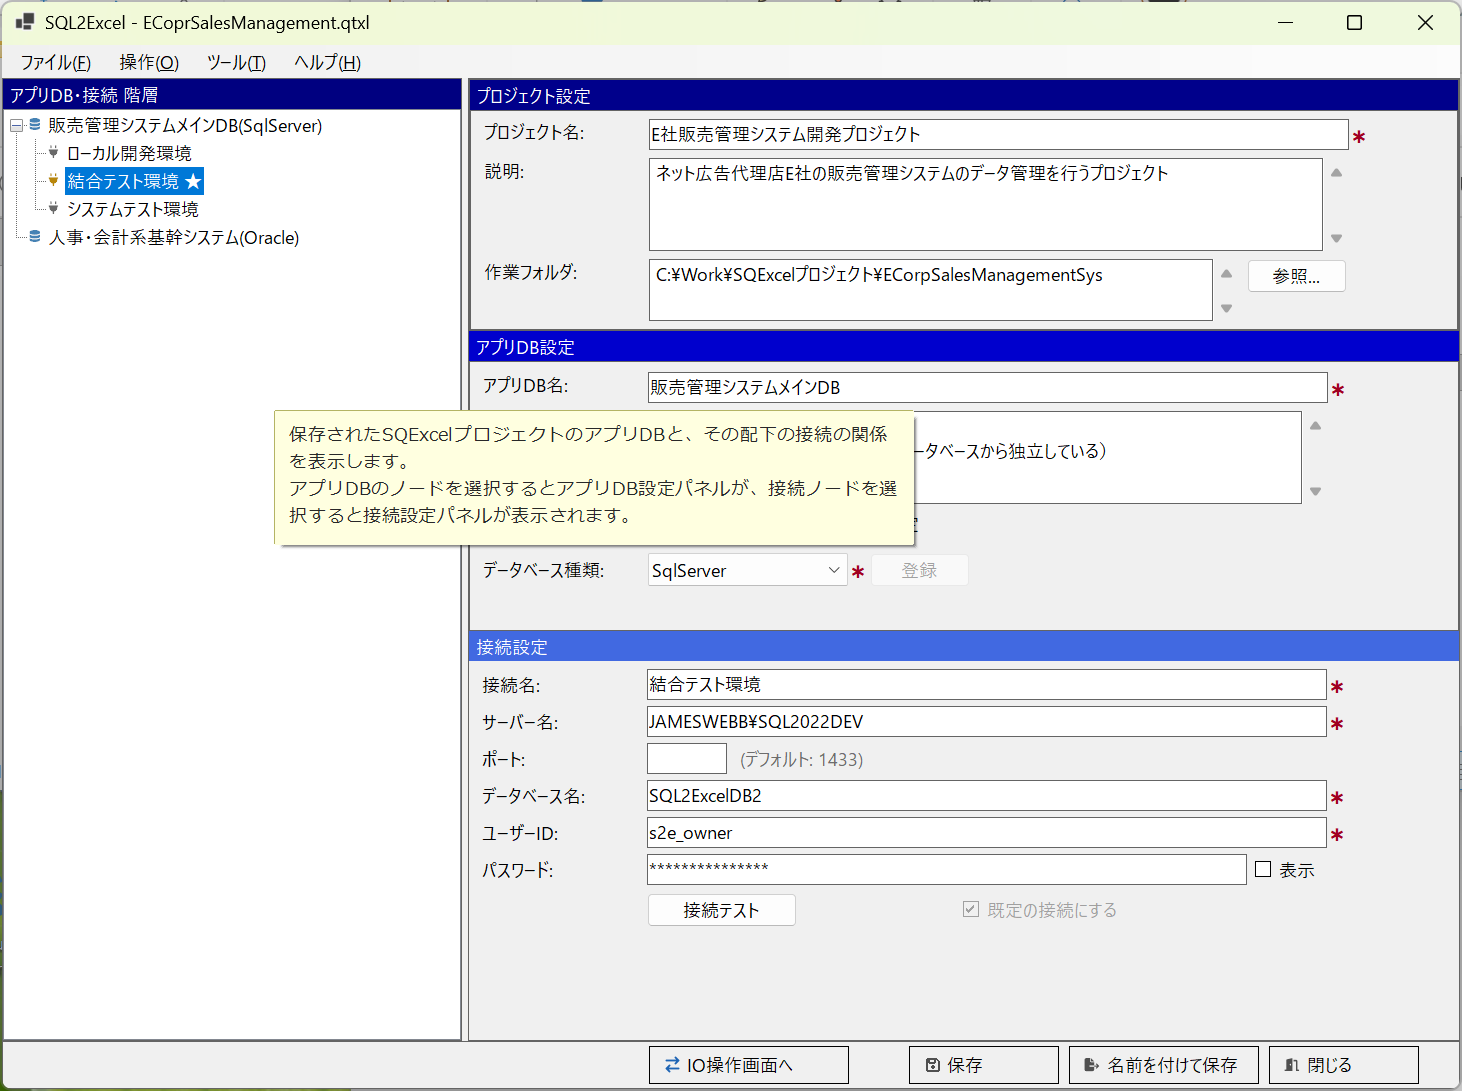 SQL2Excel - ECoprSalesManagement.qtxl
ファイル(F) 操作(O) ツール(T) ヘルプ(H)
アプリDB・接続 階層
販売管理システムメインDB(SqlServer)
ローカル開発環境
結合テスト環境 ★
システムテスト環境
人事・会計系基幹システム(Oracle)
保存されたSQExcelプロジェクトのアプリDBと、その配下の接続の関係
を表示します。
アプリDBのノードを選択するとアプリDB設定パネルが、接続ノードを選
択すると接続設定パネルが表示されます。
プロジェクト設定
プロジェクト名: E社販売管理システム開発プロジェクト *
説明: ネット広告代理店E社の販売管理システムのデータ管理を行うプロジェクト
作業フォルダ: C:¥Work¥SQExcelプロジェクト¥ECorpSalesManagementSys 参照...
アプリDB設定
アプリDB名: 販売管理システムメインDB *
ータベースから独立している）
データベース種類: SqlServer * 登録
接続設定
接続名: 結合テスト環境 *
サーバー名: JAMESWEBB¥SQL2022DEV *
ポート: (デフォルト: 1433)
データベース名: SQL2ExcelDB2 *
ユーザーID: s2e_owner *
パスワード: *************** 表示
接続テスト 既定の接続にする
IO操作画面へ 保存 名前を付けて保存 閉じる